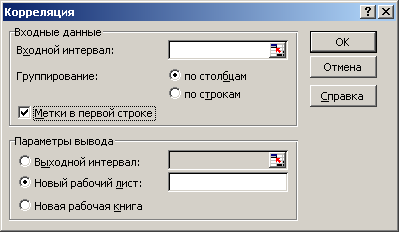 Корреляция
Входные данные
Входной интервал:
Группирование:
по столбцам
по строкам
Метки в первой строке
OK
Отмена
Справка
Параметры вывода
Выходной интервал:
Новый рабочий лист:
Новая рабочая книга